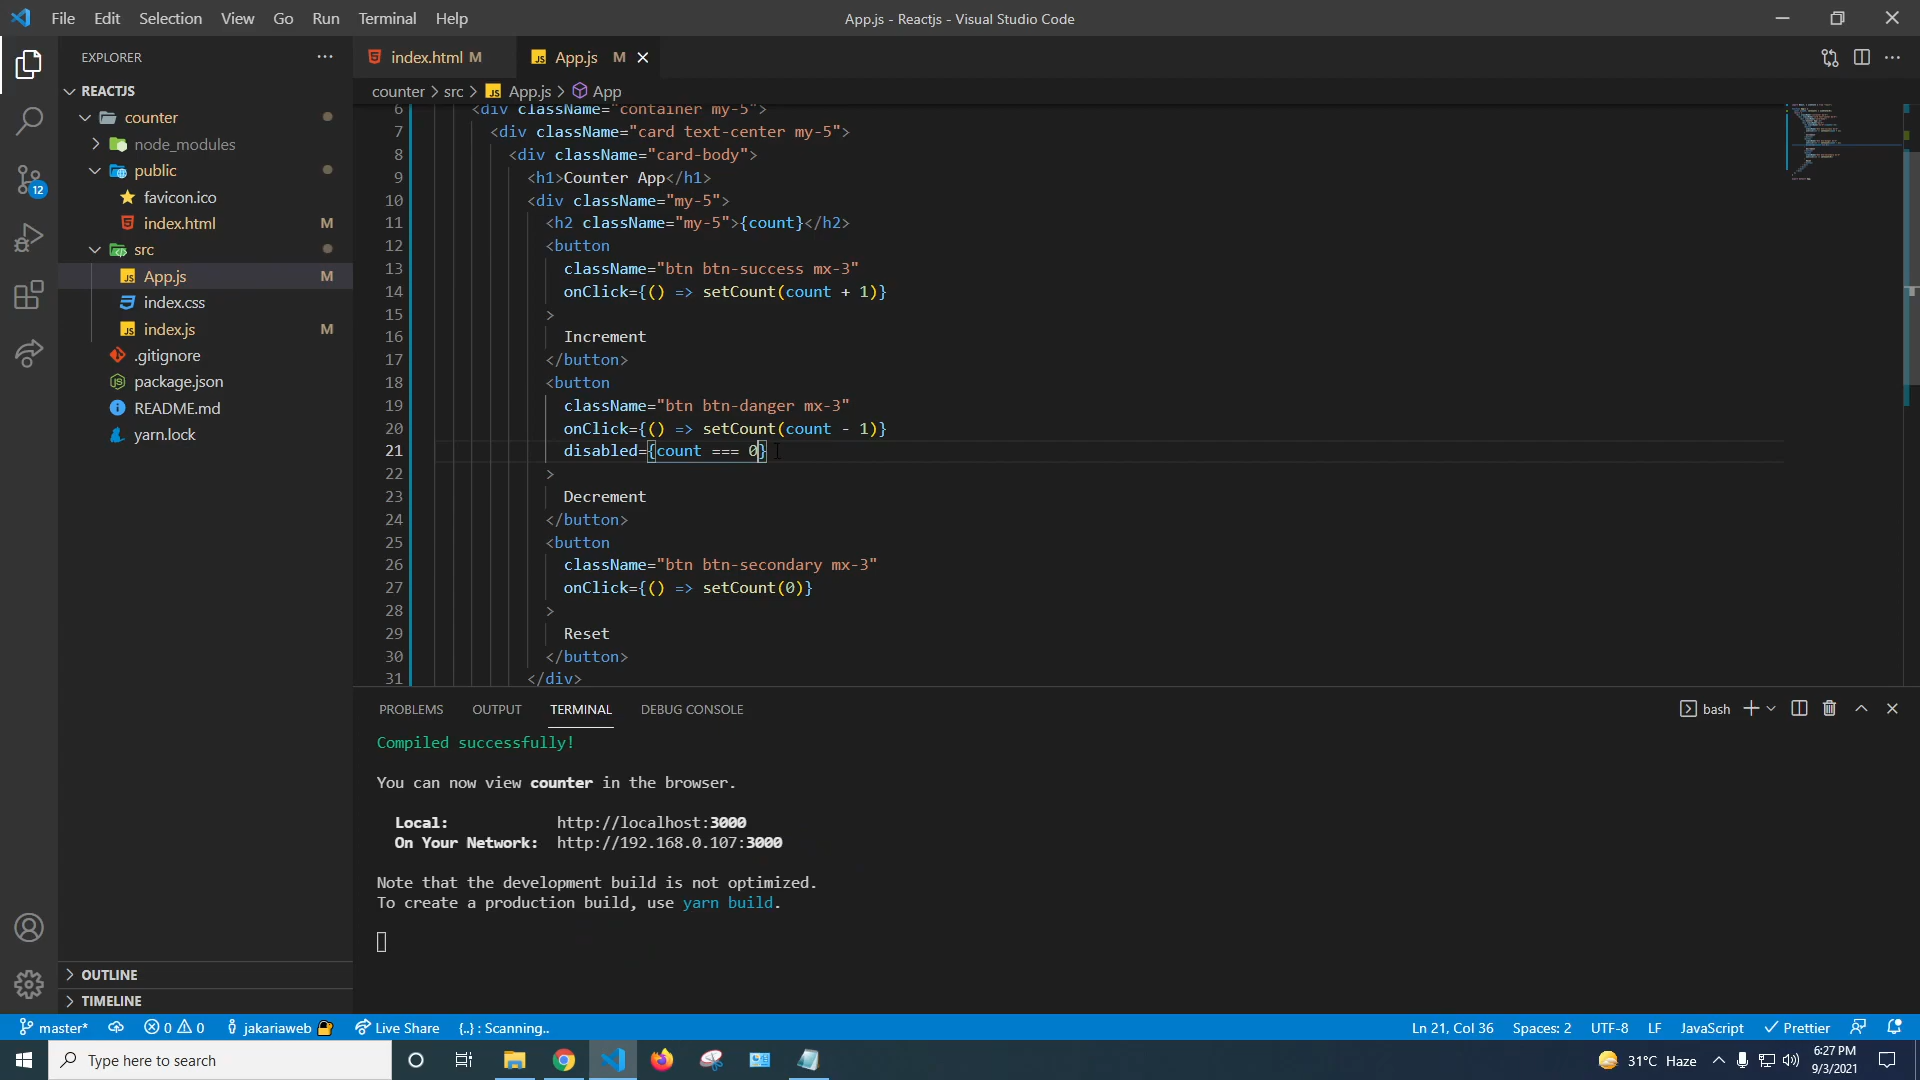 File Edit Selection View Go Run Terminal Help
App.js - Reactjs - Visual Studio Code
EXPLORER
REACTJS
counter
node_modules
public
favicon.ico
index.html M
src
App.js M
index.css
index.js M
.gitignore
package.json
README.md
yarn.lock
OUTLINE
TIMELINE
12
index.html M
App.js M
counter > src > App.js > App
6 <div className="container my-5">
7 <div className="card text-center my-5">
8 <div className="card-body">
9 <h1>Counter App</h1>
10 <div className="my-5">
11 <h2 className="my-5">{count}</h2>
12 <button
13 className="btn btn-success mx-3"
14 onClick={() => setCount(count + 1)}
15 >
16 Increment
17 </button>
18 <button
19 className="btn btn-danger mx-3"
20 onClick={() => setCount(count - 1)}
21 disabled={count === 0}
22 >
23 Decrement
24 </button>
25 <button
26 className="btn btn-secondary mx-3"
27 onClick={() => setCount(0)}
28 >
29 Reset
30 </button>
31 </div>
PROBLEMS OUTPUT TERMINAL DEBUG CONSOLE
bash
Compiled successfully!
You can now view counter in the browser.
Local: http://localhost:3000
On Your Network: http://192.168.0.107:3000
Note that the development build is not optimized.
To create a production build, use yarn build.
master* 0 0 jakariaweb Live Share {..} : Scanning..
Ln 21, Col 36 Spaces: 2 UTF-8 LF JavaScript Prettier
Type here to search
31°C Haze
6:27 PM
9/3/2021